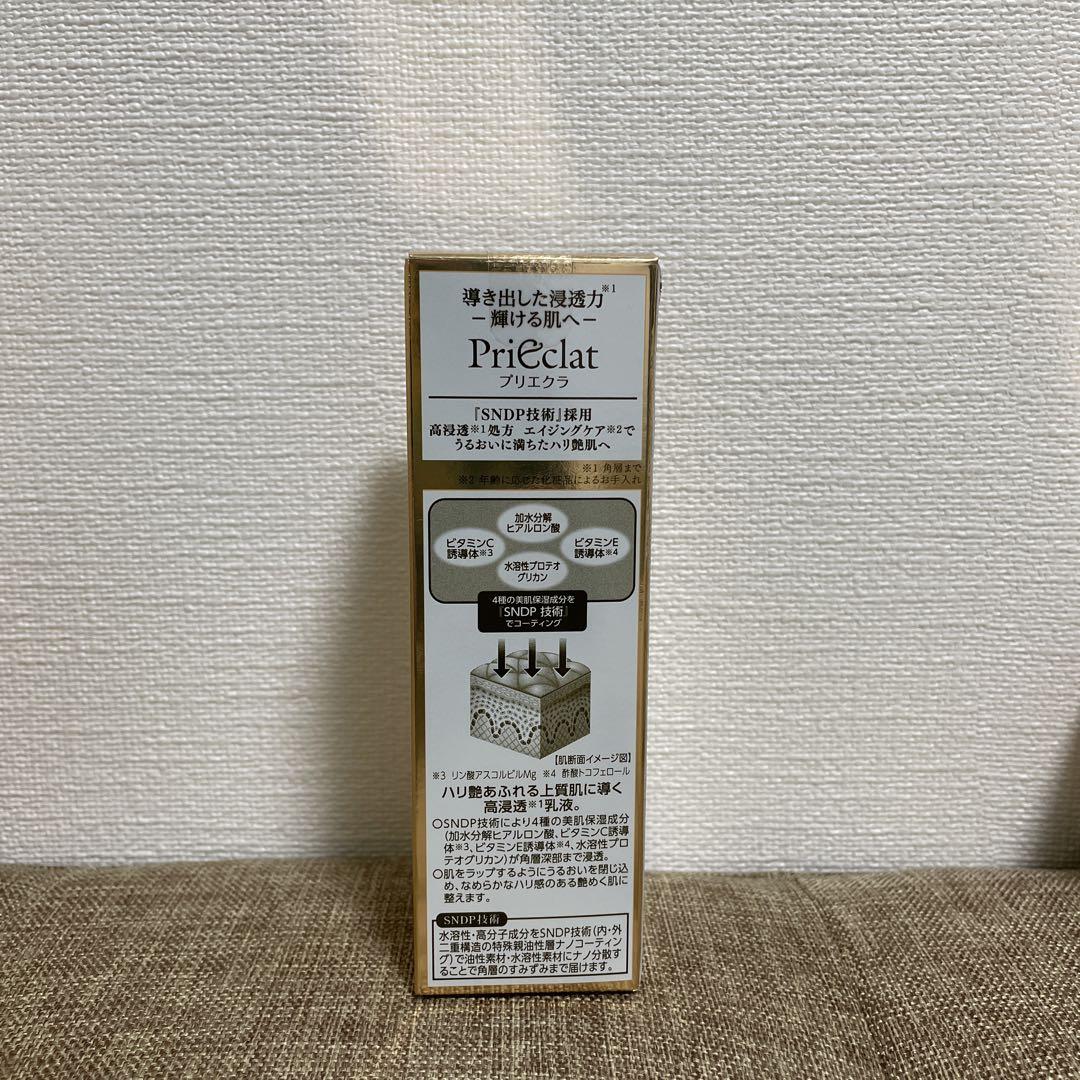 導き出した浸透力※1
－輝ける肌へ－
PriEclat
プリエクラ
『SNDP技術』採用
高浸透※1処方 エイジングケア※2で
うるおいに満ちたハリ艶肌へ
※1 角層まで
※2 年齢に応じた化粧品によるお手入れ
加水分解
ヒアルロン酸
ビタミンC
誘導体※3
ビタミンE
誘導体※4
水溶性プロテオ
グリカン
4種の美肌保湿成分を
『SNDP 技術』
でコーティング
【肌断面イメージ図】
※3 リン酸アスコルビルMg ※4 酢酸トコフェロール
ハリ艶あふれる上質肌に導く
高浸透※1乳液。
○SNDP技術により4種の美肌保湿成分
(加水分解ヒアルロン酸、ビタミンC誘導
体※3、ビタミンE誘導体※4、水溶性プロ
テオグリカン)が角層深部まで浸透。
○肌をラップするようにうるおいを閉じ込
め、なめらかなハリ感のある艶めく肌に
整えます。
SNDP技術
水溶性・高分子成分をSNDP技術(内・外
二重構造の特殊親油性層ナノコーティン
グ)で油性素材・水溶性素材にナノ分散す
ることで角層のすみずみまで届けます。